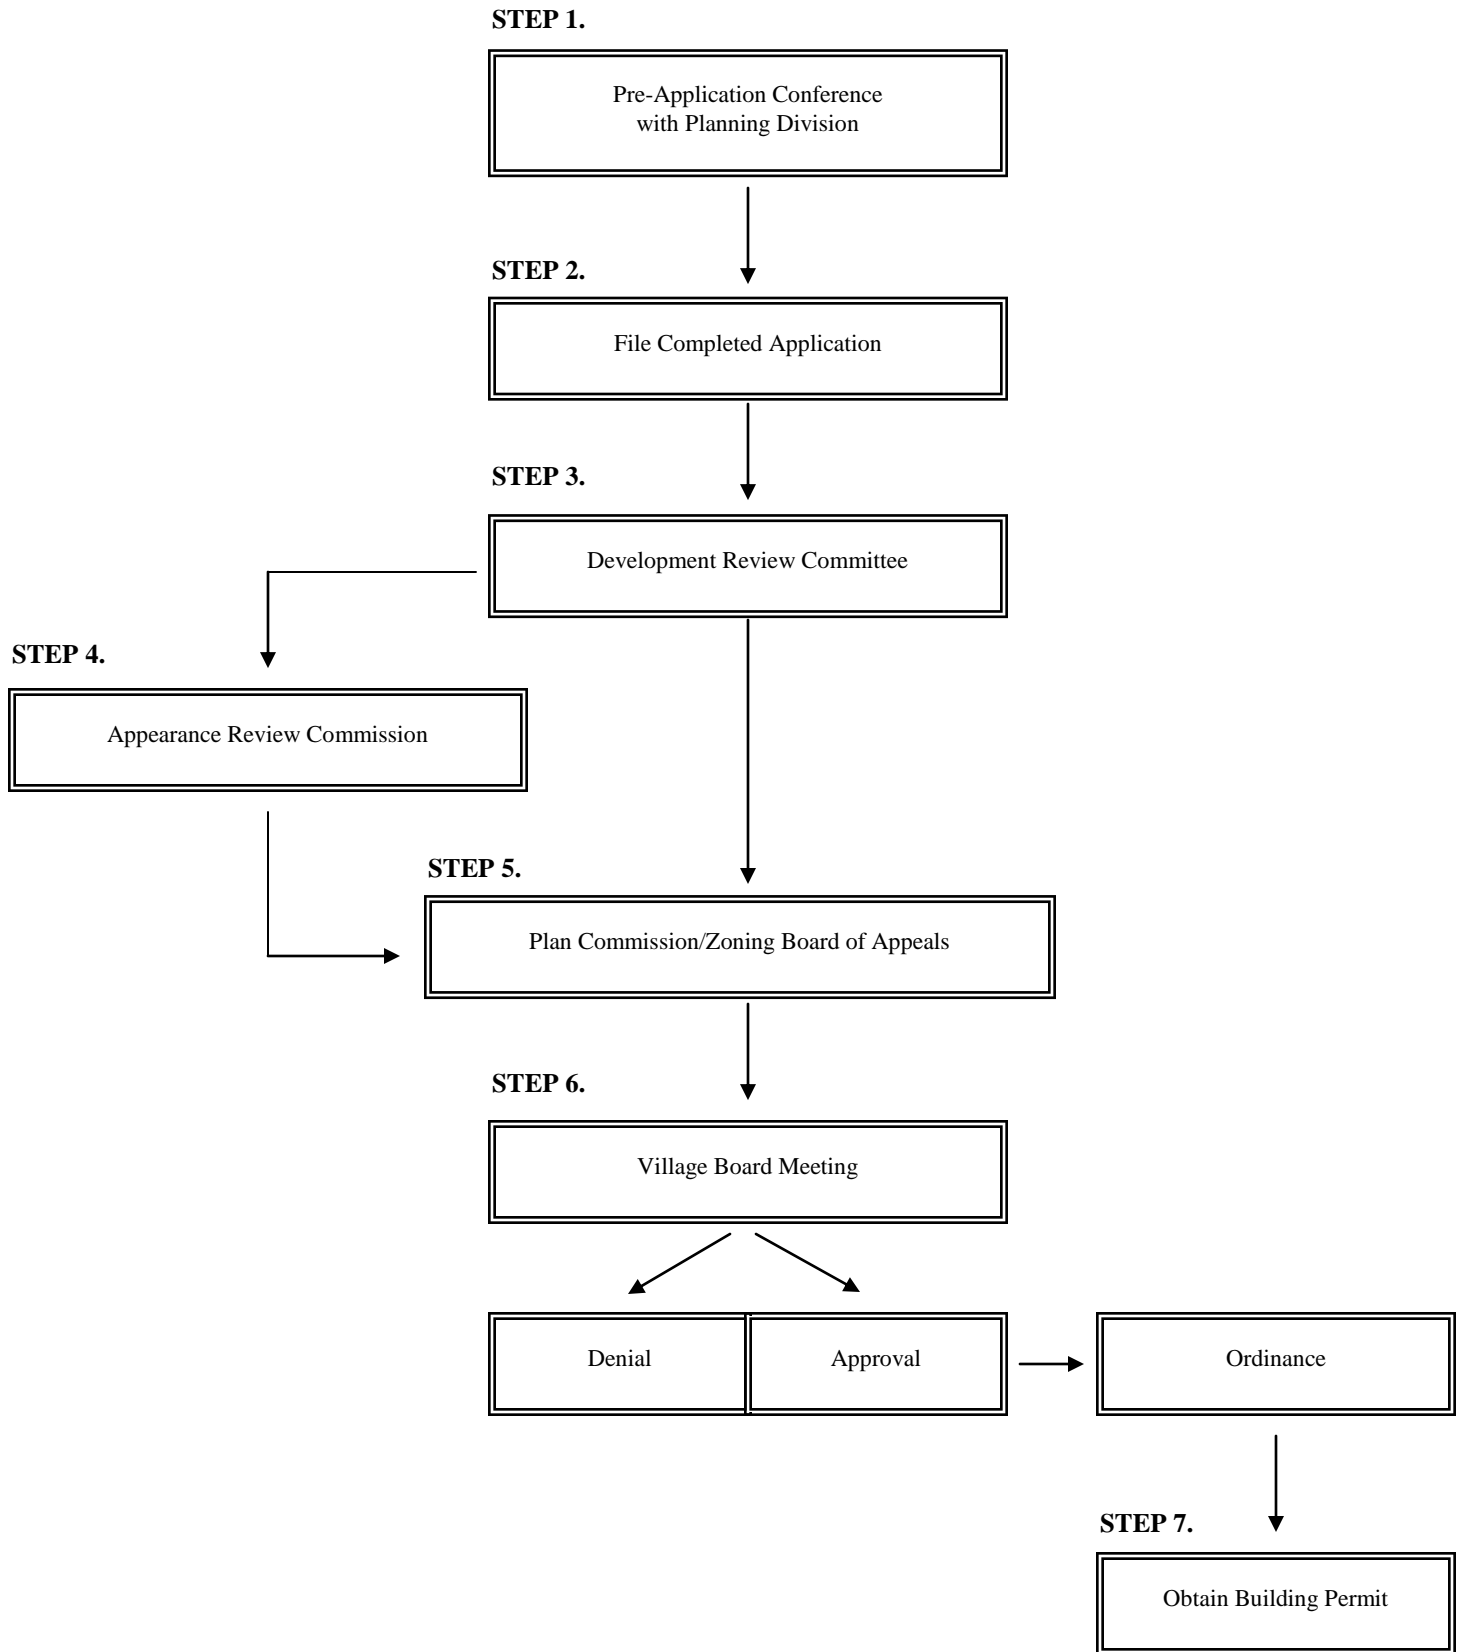 STEP 1.
Pre-Application Conference
with Planning Division
STEP 2.
File Completed Application
STEP 3.
Development Review Committee
STEP 4.
Appearance Review Commission
STEP 5.
Plan Commission/Zoning Board of Appeals
STEP 6.
Village Board Meeting
Denial
Approval
Ordinance
STEP 7.
Obtain Building Permit